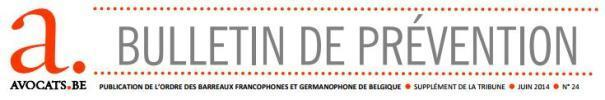 a.
BULLETIN DE PRÉVENTION
AVOCATS.BE
PUBLICATION DE L'ORDRE DES BARREAUX FRANCOPHONES ET GERMANOPHONE DE BELGIQUE ● SUPPLÉMENT DE LA TRIBUNE ● JUIN 2014 ● N° 24